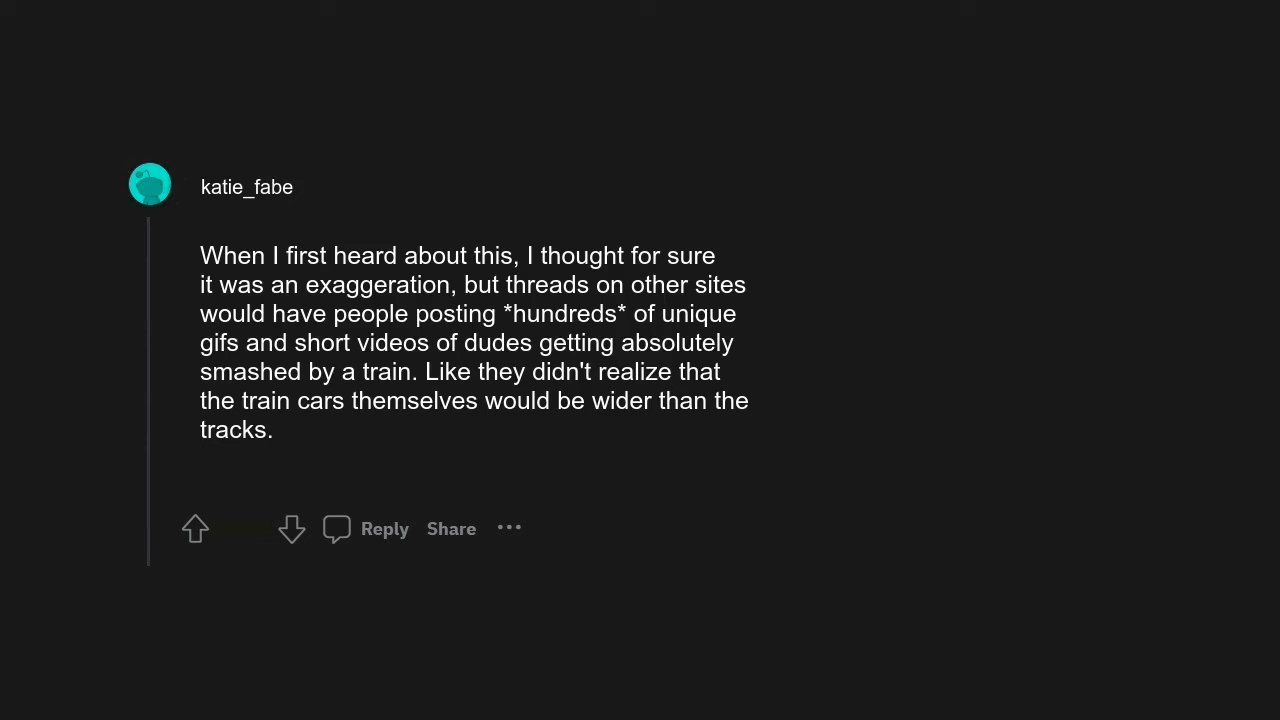 katie_fabe
When I first heard about this, I thought for sure
it was an exaggeration, but threads on other sites
would have people posting *hundreds* of unique
gifs and short videos of dudes getting absolutely
smashed by a train. Like they didn't realize that
the train cars themselves would be wider than the
tracks.
Reply Share